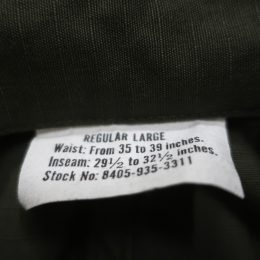 REGULAR LARGE
Waist: From 35 to 39 inches.
Inseam: 29½ to 32½ inches.
Stock No: 8405-935-3311